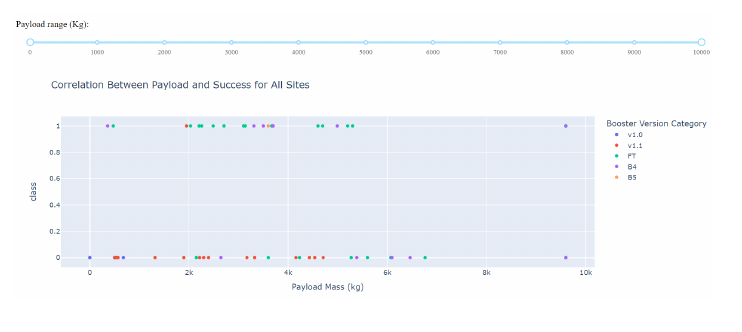 Payload range (Kg):
0 1000 2000 3000 4000 5000 6000 7000 8000 9000 10000
Correlation Between Payload and Success for All Sites
Booster Version Category
v1.0
v1.1
FT
B4
B5
1
0.8
0.6
0.4
0.2
0
class
0 2k 4k 6k 8k 10k
Payload Mass (kg)